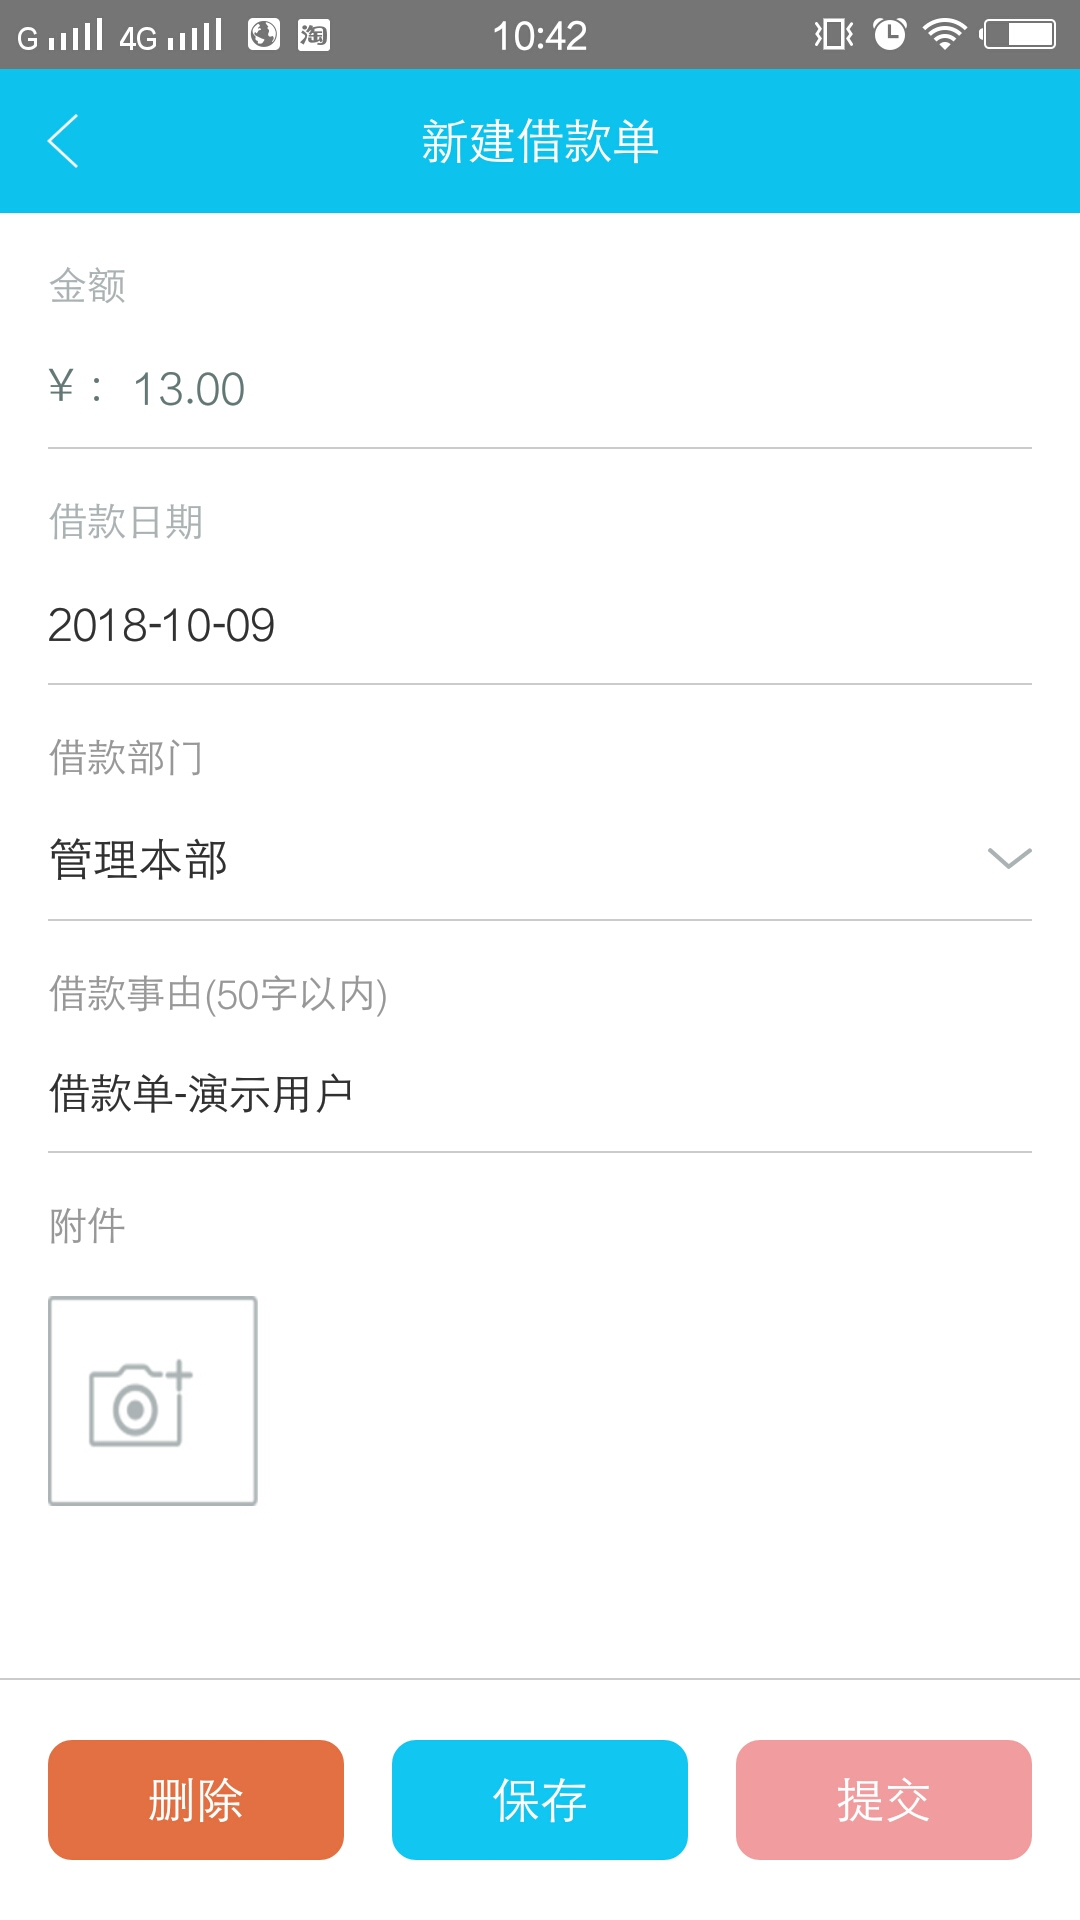 G 4G 淘 10:42
新建借款单
金额
¥： 13.00
借款日期
2018-10-09
借款部门
管理本部
借款事由(50字以内)
借款单-演示用户
附件
删除 保存 提交